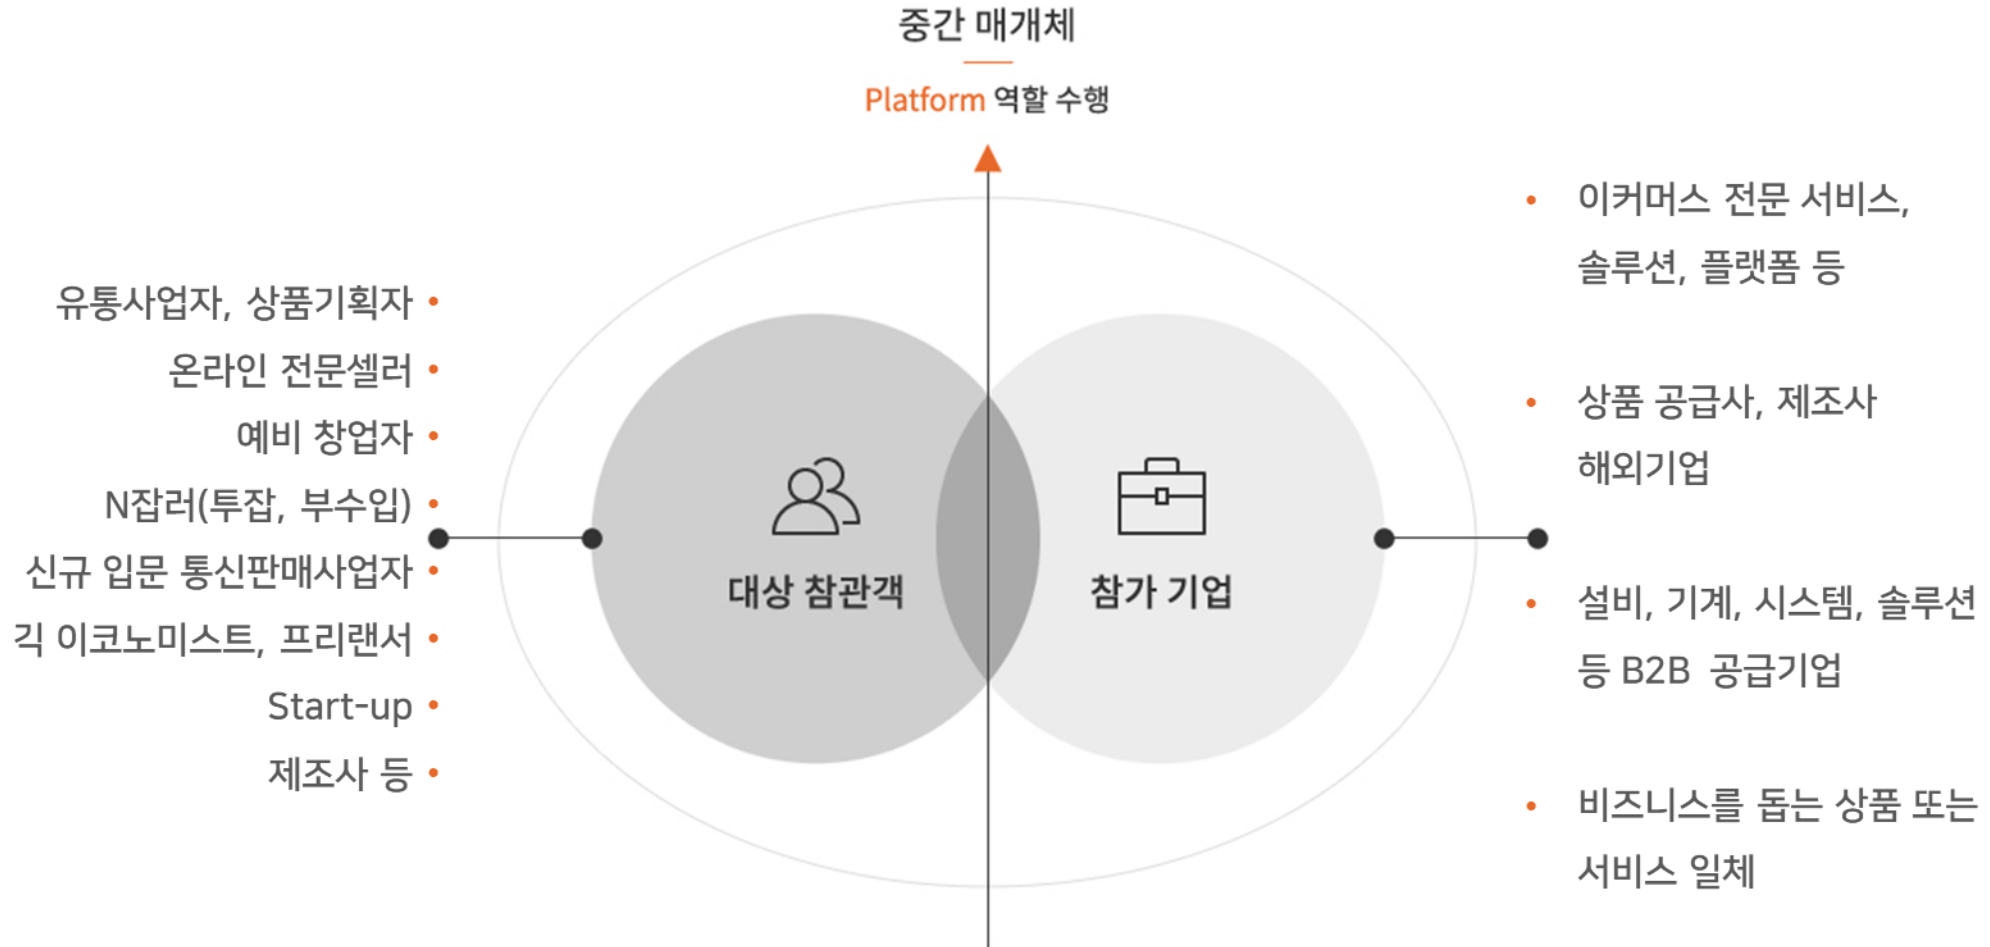 중간 매개체
Platform 역할 수행
유통사업자, 상품기획자
온라인 전문셀러
예비 창업자
N잡러(투잡, 부수입)
신규 입문 통신판매사업자
긱 이코노미스트, 프리랜서
Start-up
제조사 등
대상 참관객
참가 기업
이커머스 전문 서비스,
솔루션, 플랫폼 등
상품 공급사, 제조사
해외기업
설비, 기계, 시스템, 솔루션
등 B2B 공급기업
비즈니스를 돕는 상품 또는
서비스 일체